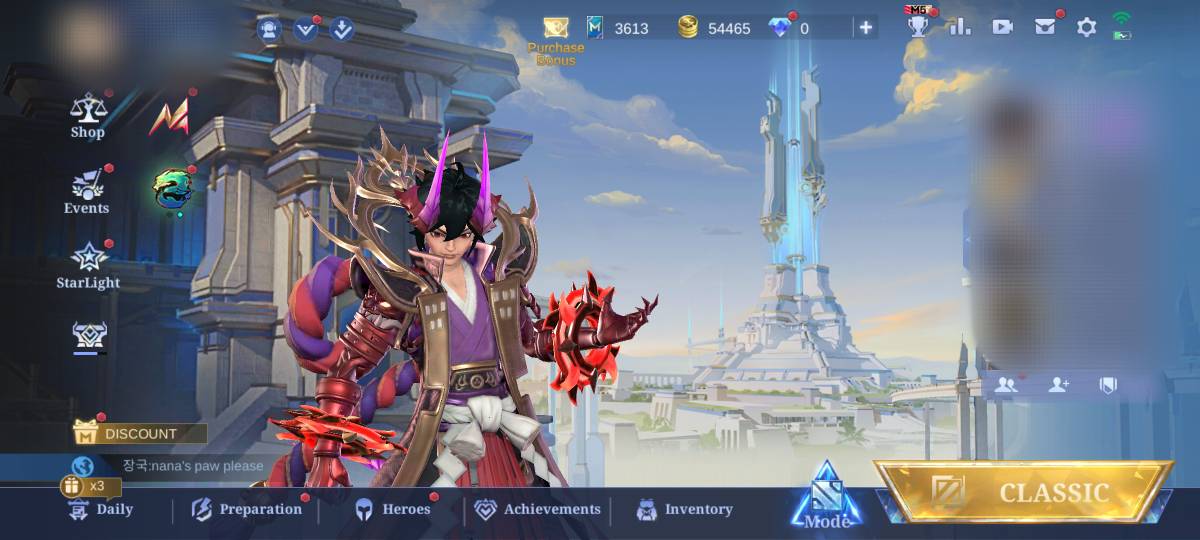 M5
3613
54465
0
Purchase
Bonus
Shop
Events
StarLight
DISCOUNT
장국:nana's paw please
x3
Daily
Preparation
Heroes
Achievements
Inventory
Mode
CLASSIC